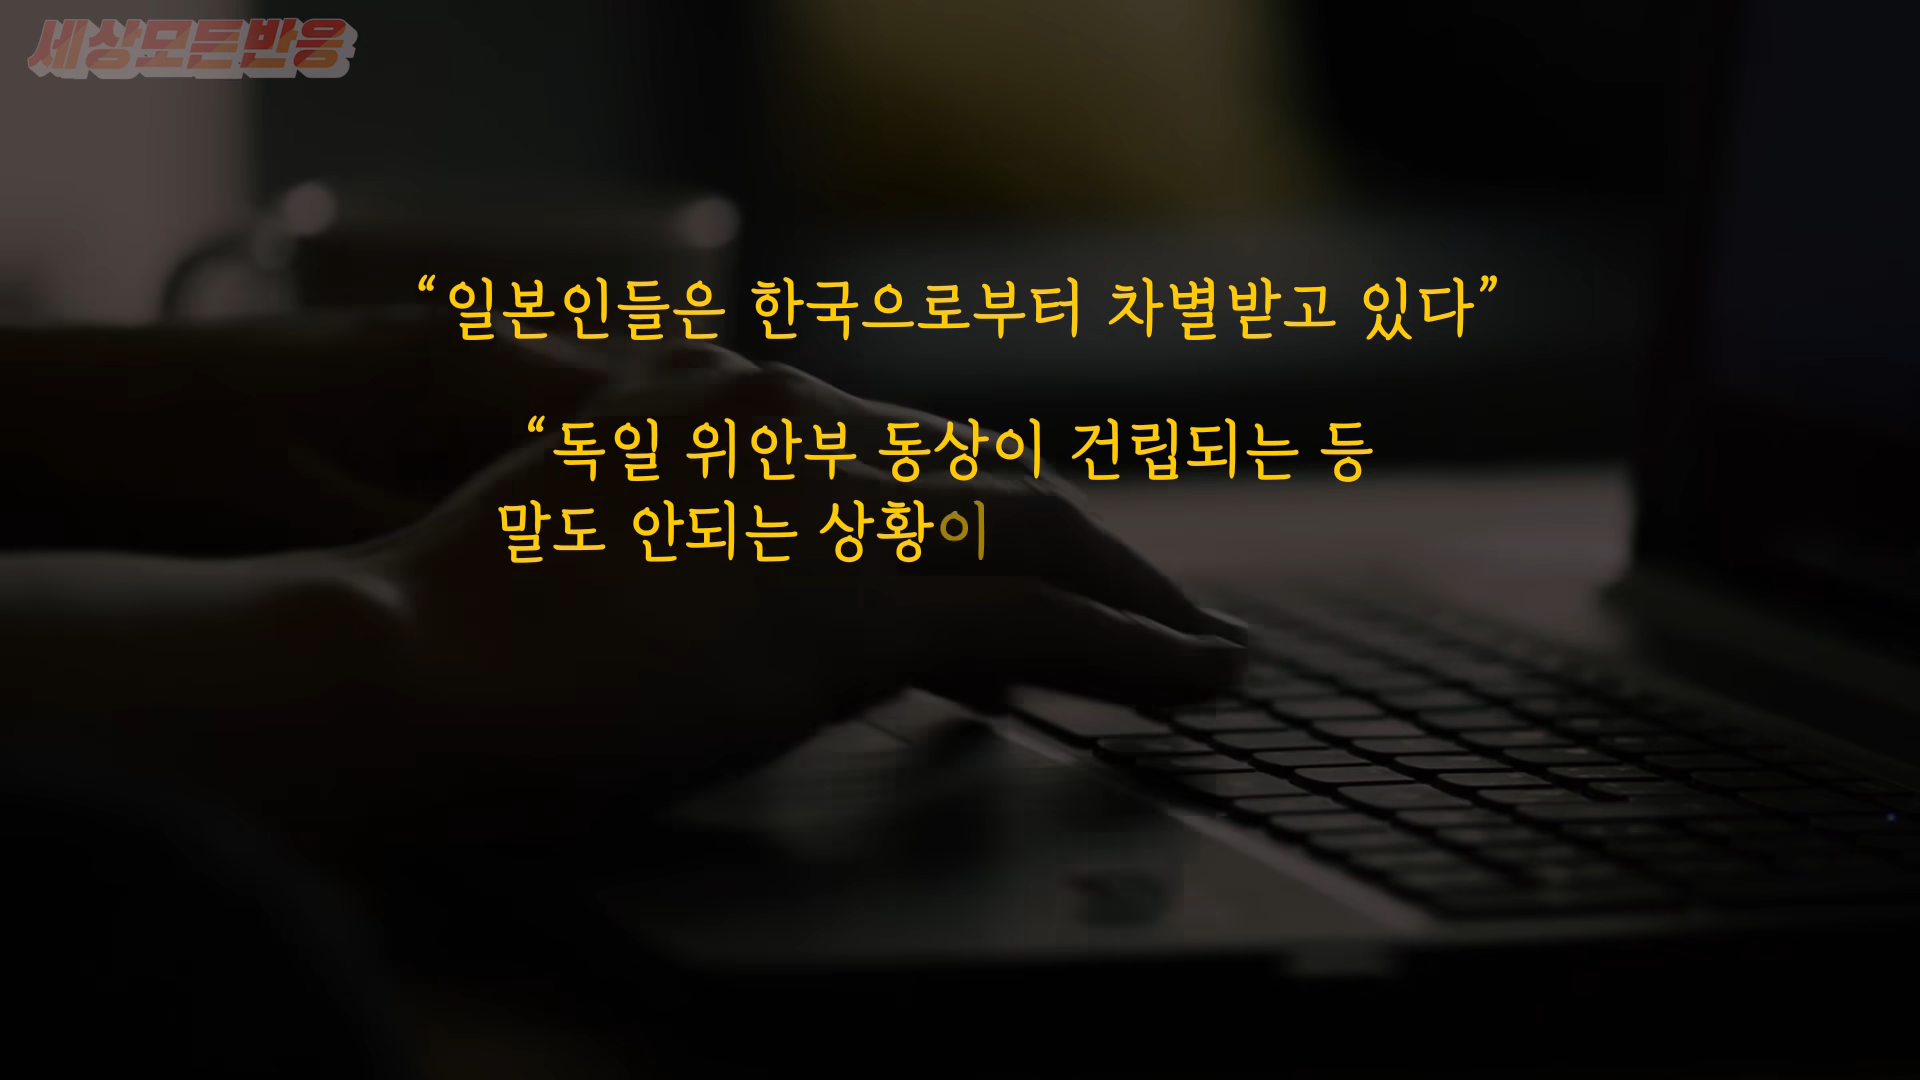 세상모든반응
“일본인들은 한국으로부터 차별받고 있다”
“독일 위안부 동상이 건립되는 등
말도 안되는 상황이